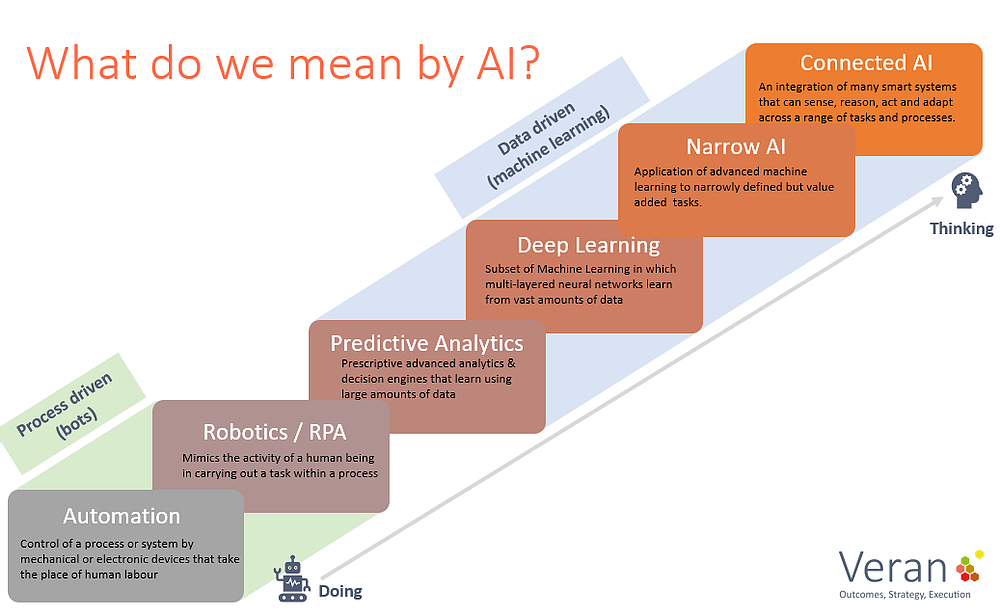 What do we mean by AI?
Connected AI
An integration of many smart systems
that can sense, reason, act and adapt
across a range of tasks and processes.
Data driven
(machine learning)
Narrow AI
Application of advanced machine
learning to narrowly defined but value
added tasks.
Thinking
Deep Learning
Subset of Machine Learning in which
multi-layered neural networks learn
from vast amounts of data
Predictive Analytics
Prescriptive advanced analytics &
decision engines that learn using
large amounts of data
Process driven
(bots)
Robotics / RPA
Mimics the activity of a human being
in carrying out a task within a process
Automation
Control of a process or system by
mechanical or electronic devices that take
the place of human labour
Doing
Veran
Outcomes, Strategy, Execution